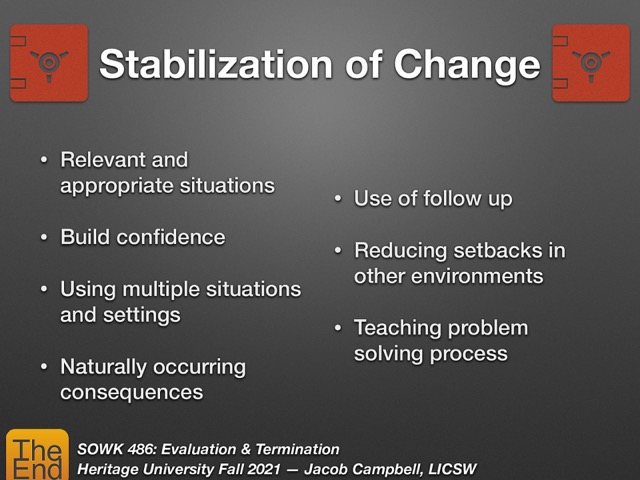 Stabilization of Change
• Relevant and
appropriate situations
• Build confidence
• Using multiple situations
and settings
• Naturally occurring
consequences
• Use of follow up
• Reducing setbacks in
other environments
• Teaching problem
solving process
The
End
SOWK 486: Evaluation & Termination
Heritage University Fall 2021 — Jacob Campbell, LICSW